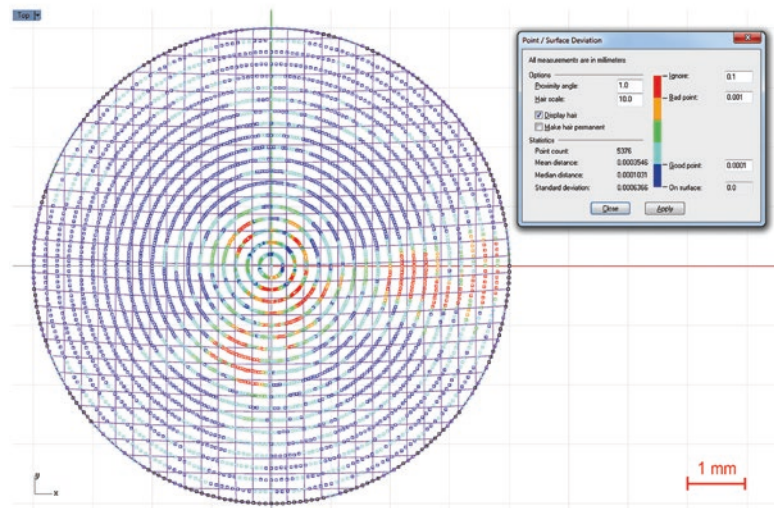 Top
Point / Surface Deviation
All measurements are in millimeters
Options
Proximity angle: 1.0
Hair scale: 10.0
Display hair
Make hair permanent
Statistics
Point count: 5376
Mean distance: 0.0003546
Median distance: 0.0001031
Standard deviation: 0.0006366
Ignore: 0.1
Bad point: 0.001
Good point: 0.0001
On surface: 0.0
Close Apply
y
x
1 mm